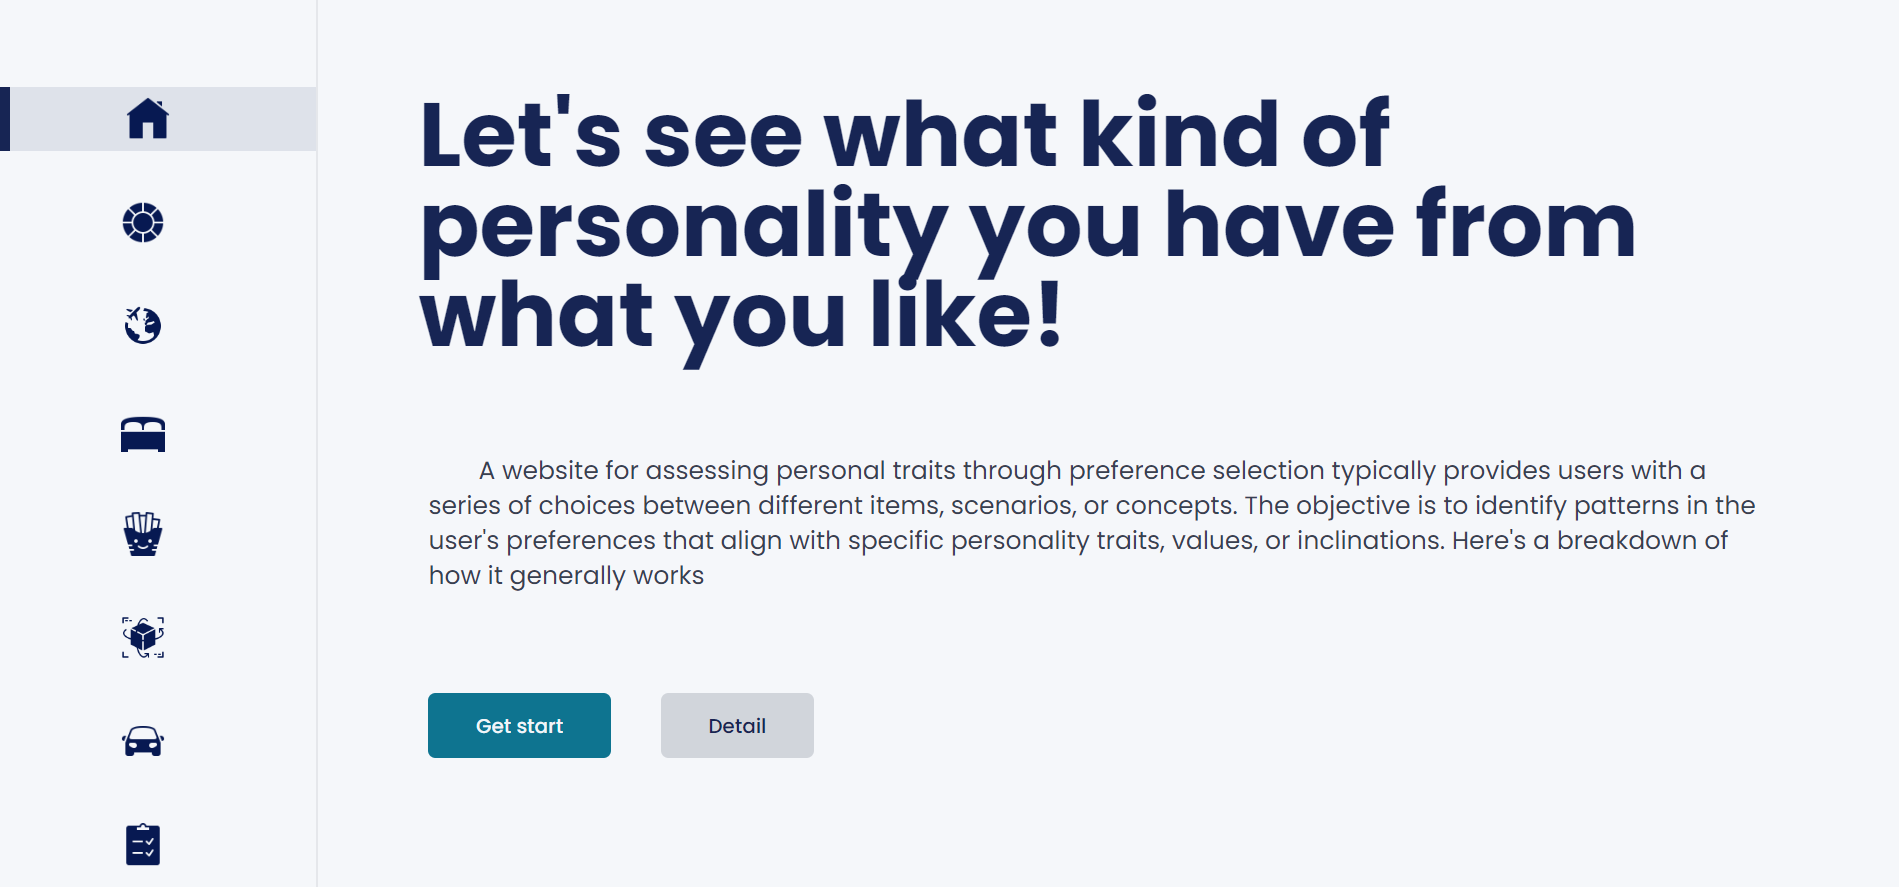 Let's see what kind of
personality you have from
what you like!
A website for assessing personal traits through preference selection typically provides users with a
series of choices between different items, scenarios, or concepts. The objective is to identify patterns in the
user's preferences that align with specific personality traits, values, or inclinations. Here's a breakdown of
how it generally works
Get start
Detail